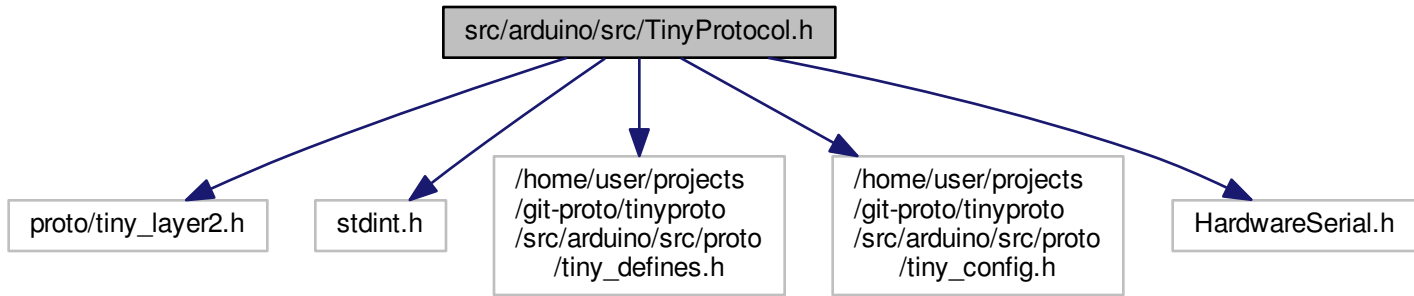 src/arduino/src/TinyProtocol.h
proto/tiny_layer2.h
stdint.h
/home/user/projects
/git-proto/tinyproto
/src/arduino/src/proto
/tiny_defines.h
/home/user/projects
/git-proto/tinyproto
/src/arduino/src/proto
/tiny_config.h
HardwareSerial.h